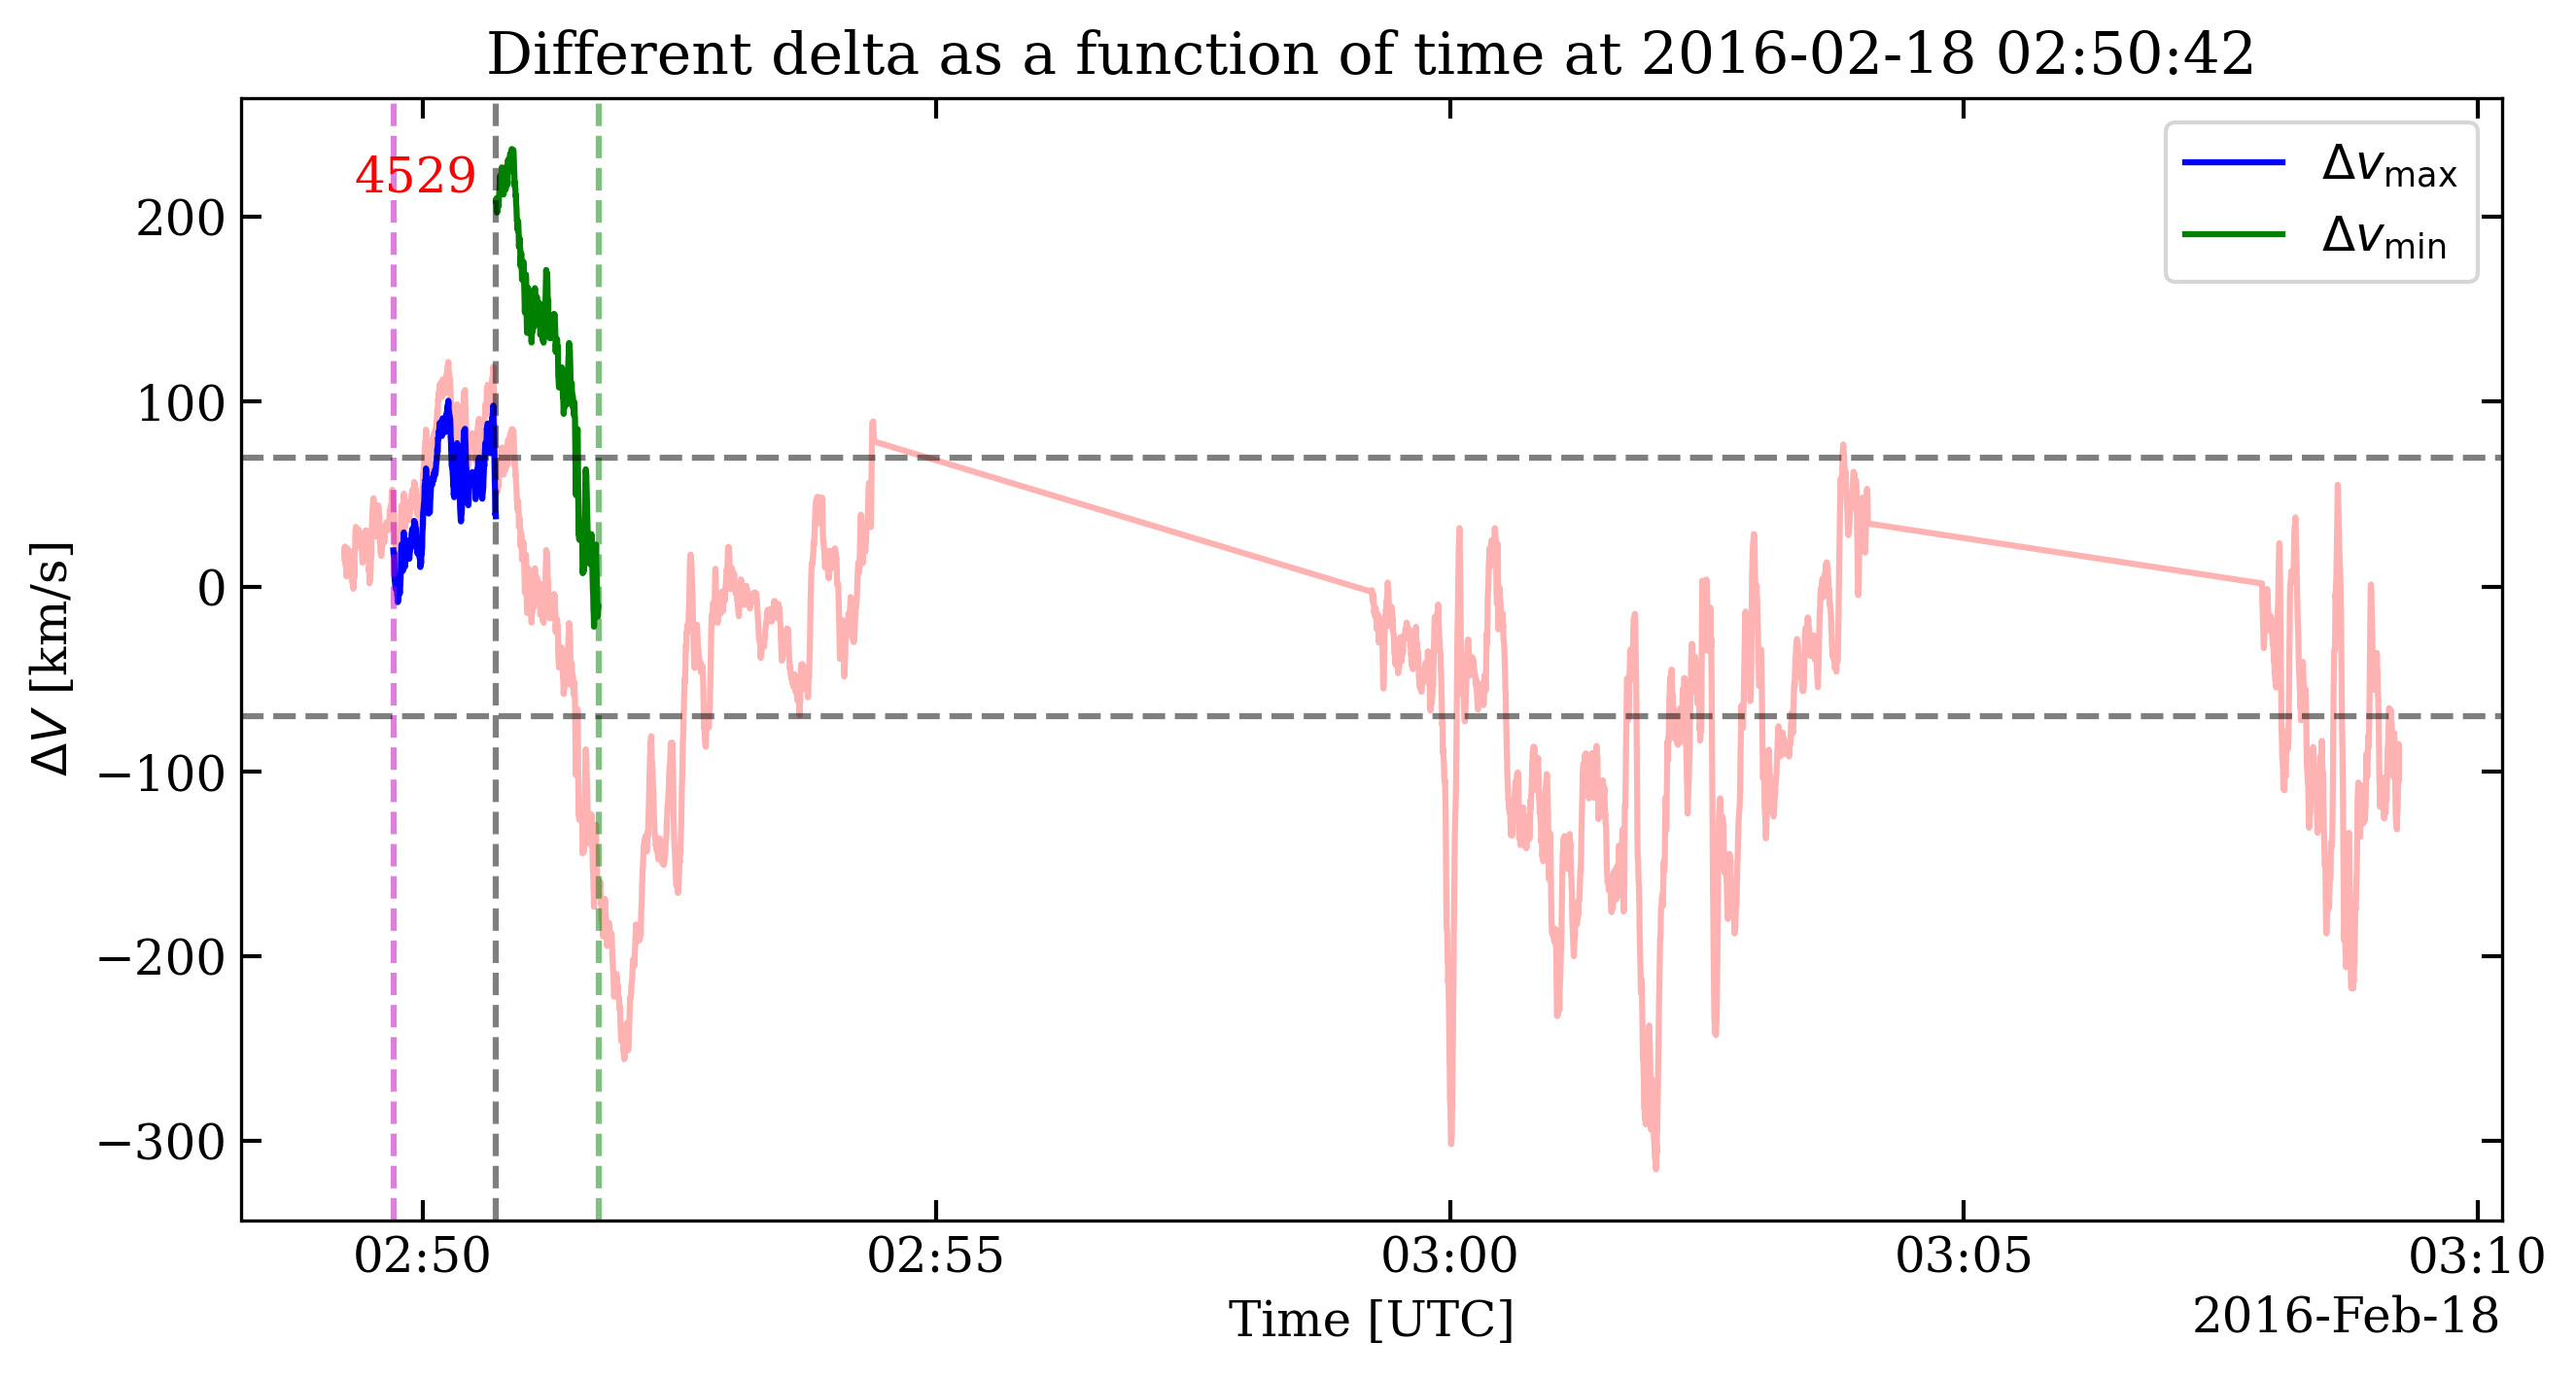 Different delta as a function of time at 2016-02-18 02:50:42
4529
Δv_max
Δv_min
200
100
0
−100
−200
−300
ΔV [km/s]
02:50 02:55 03:00 03:05 03:10
Time [UTC]
2016-Feb-18